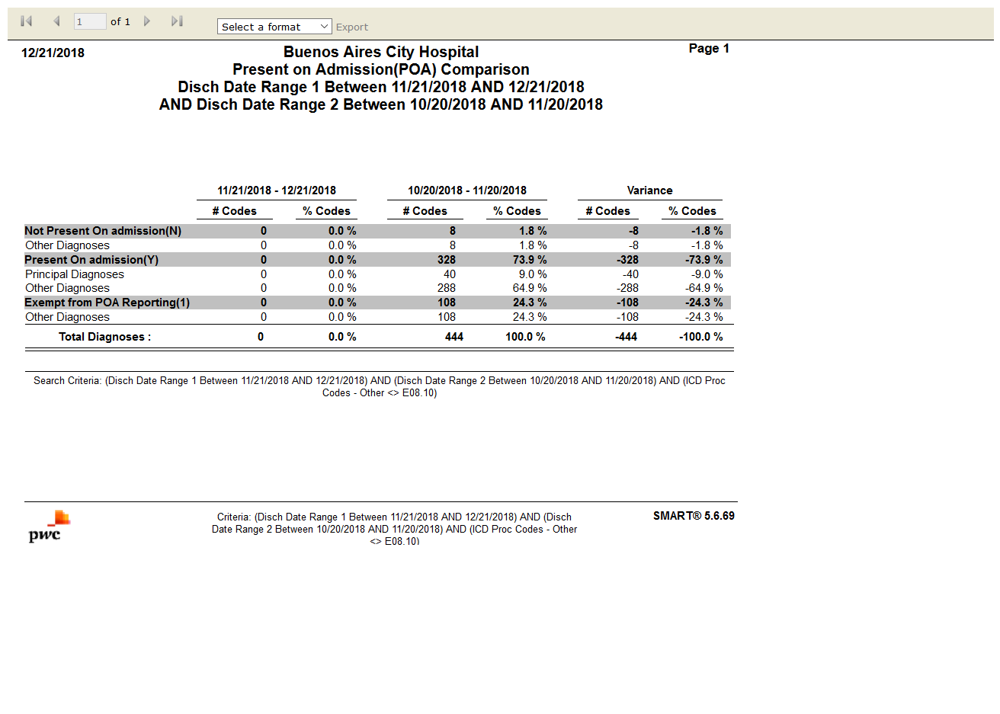 1 of 1 Select a format Export
12/21/2018 Buenos Aires City Hospital Page 1
Present on Admission(POA) Comparison
Disch Date Range 1 Between 11/21/2018 AND 12/21/2018
AND Disch Date Range 2 Between 10/20/2018 AND 11/20/2018
11/21/2018 - 12/21/2018 10/20/2018 - 11/20/2018 Variance
# Codes % Codes # Codes % Codes # Codes % Codes
Not Present On admission(N) 0 0.0 % 8 1.8 % -8 -1.8 %
Other Diagnoses 0 0.0 % 8 1.8 % -8 -1.8 %
Present On admission(Y) 0 0.0 % 328 73.9 % -328 -73.9 %
Principal Diagnoses 0 0.0 % 40 9.0 % -40 -9.0 %
Other Diagnoses 0 0.0 % 288 64.9 % -288 -64.9 %
Exempt from POA Reporting(1) 0 0.0 % 108 24.3 % -108 -24.3 %
Other Diagnoses 0 0.0 % 108 24.3 % -108 -24.3 %
Total Diagnoses : 0 0.0 % 444 100.0 % -444 -100.0 %
Search Criteria: (Disch Date Range 1 Between 11/21/2018 AND 12/21/2018) AND (Disch Date Range 2 Between 10/20/2018 AND 11/20/2018) AND (ICD Proc
Codes - Other <> E08.10)
pwc
Criteria: (Disch Date Range 1 Between 11/21/2018 AND 12/21/2018) AND (Disch
Date Range 2 Between 10/20/2018 AND 11/20/2018) AND (ICD Proc Codes - Other
<> E08.10)
SMART® 5.6.69